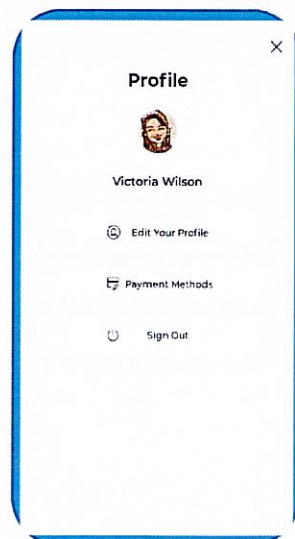 Profile
Victoria Wilson
Edit Your Profile
Payment Methods
Sign Out